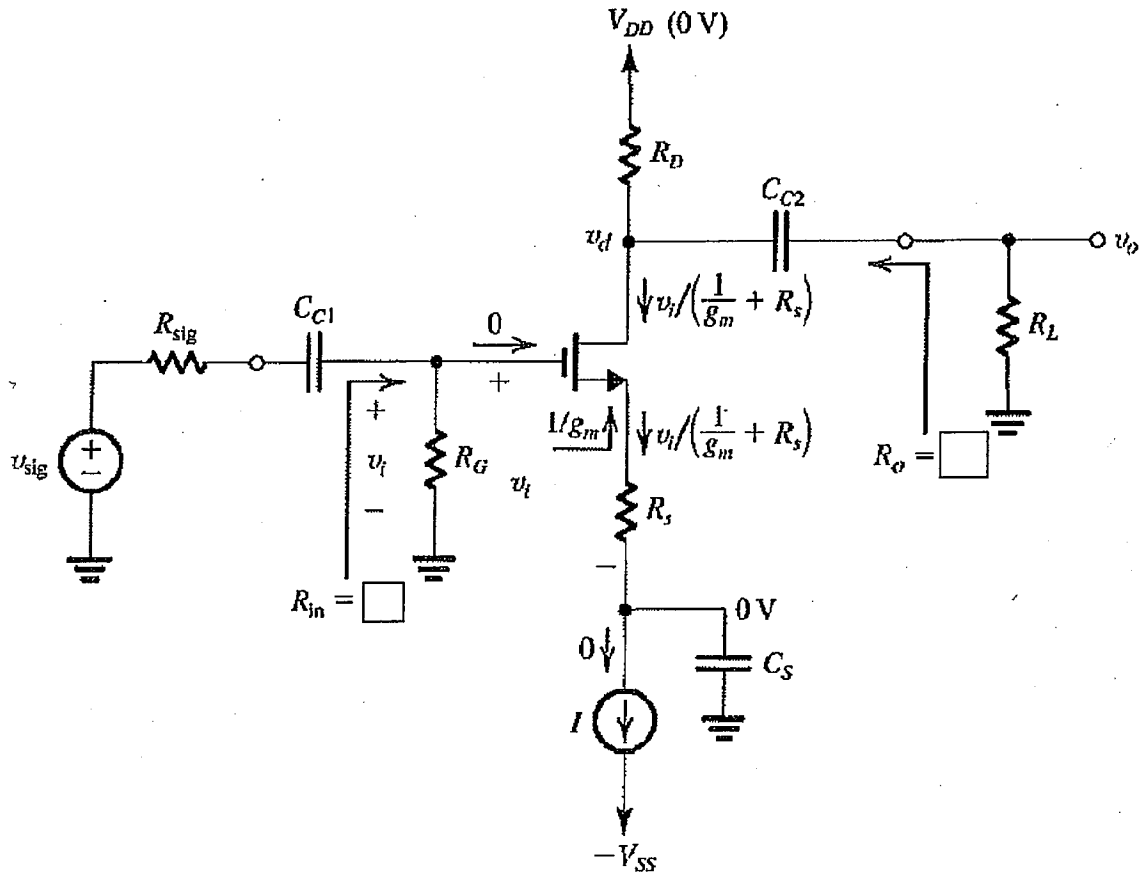 V_DD (0 V)
R_D
C_C2
v_d
v_o
v_i/(1/g_m + R_s)
C_C1
R_sig
0
R_L
+
+
1/g_m
v_i/(1/g_m + R_s)
+
−
v_sig
v_i
R_G
v_i
R_o =
−
R_s
−
R_in =
0 V
0
C_S
I
−V_SS